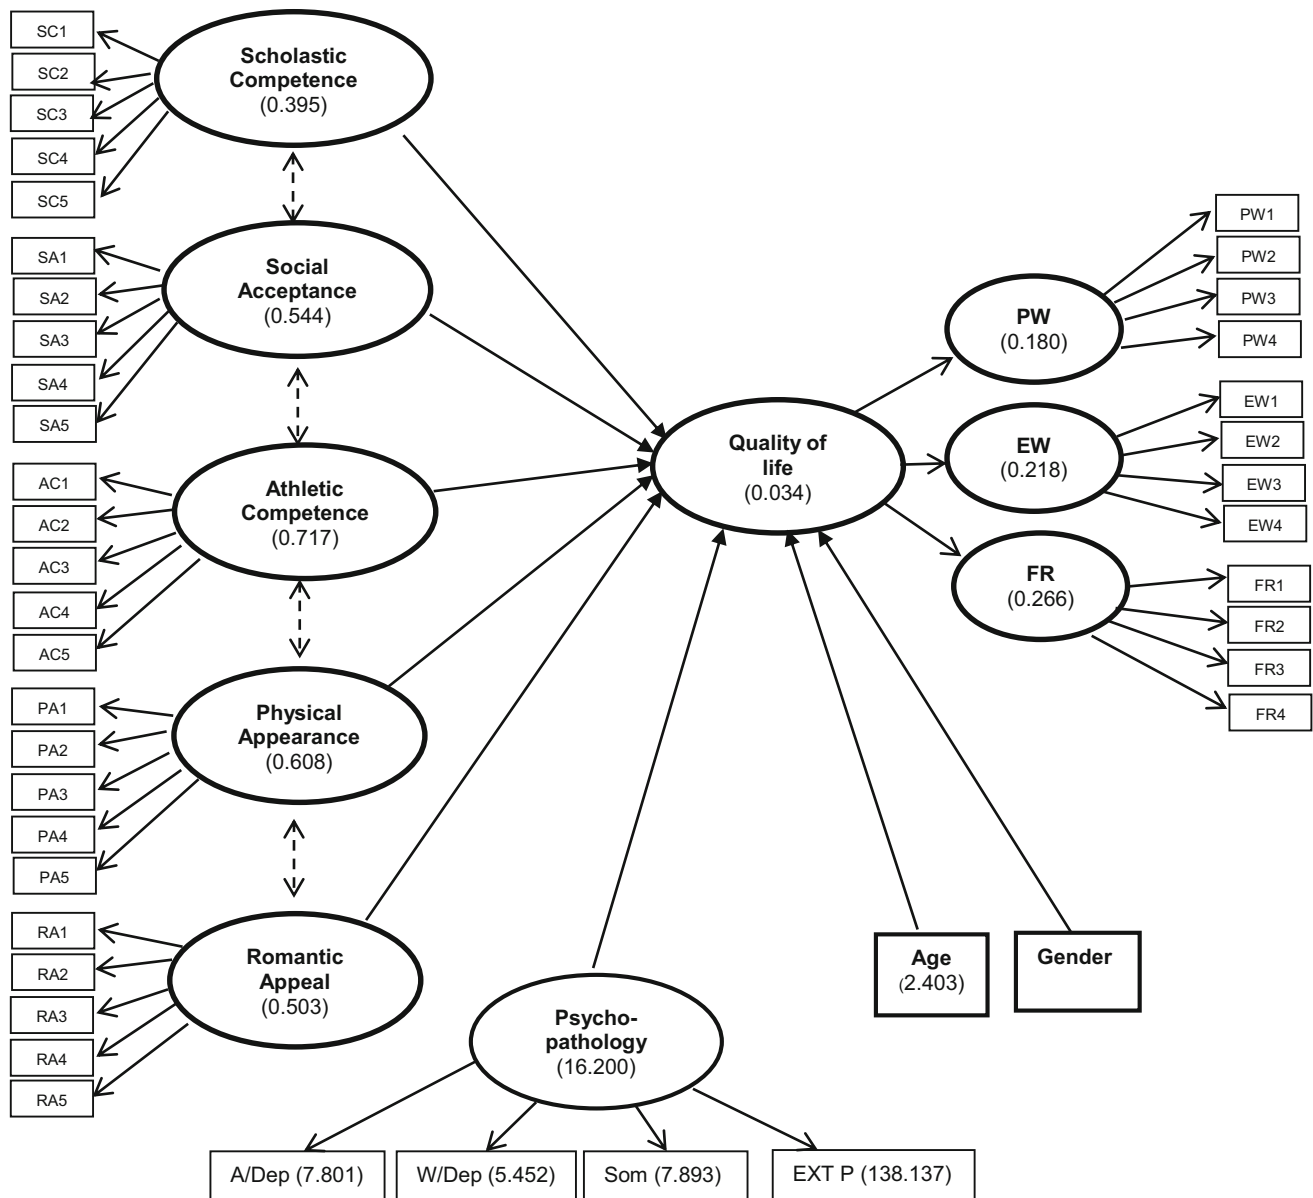 SC1
SC2
SC3
SC4
SC5
Scholastic
Competence
(0.395)
SA1
SA2
SA3
SA4
SA5
Social
Acceptance
(0.544)
AC1
AC2
AC3
AC4
AC5
Athletic
Competence
(0.717)
PA1
PA2
PA3
PA4
PA5
Physical
Appearance
(0.608)
RA1
RA2
RA3
RA4
RA5
Romantic
Appeal
(0.503)
Quality of
life
(0.034)
PW
(0.180)
PW1
PW2
PW3
PW4
EW
(0.218)
EW1
EW2
EW3
EW4
FR
(0.266)
FR1
FR2
FR3
FR4
Age
(2.403)
Gender
Psycho-
pathology
(16.200)
A/Dep (7.801)
W/Dep (5.452)
Som (7.893)
EXT P (138.137)